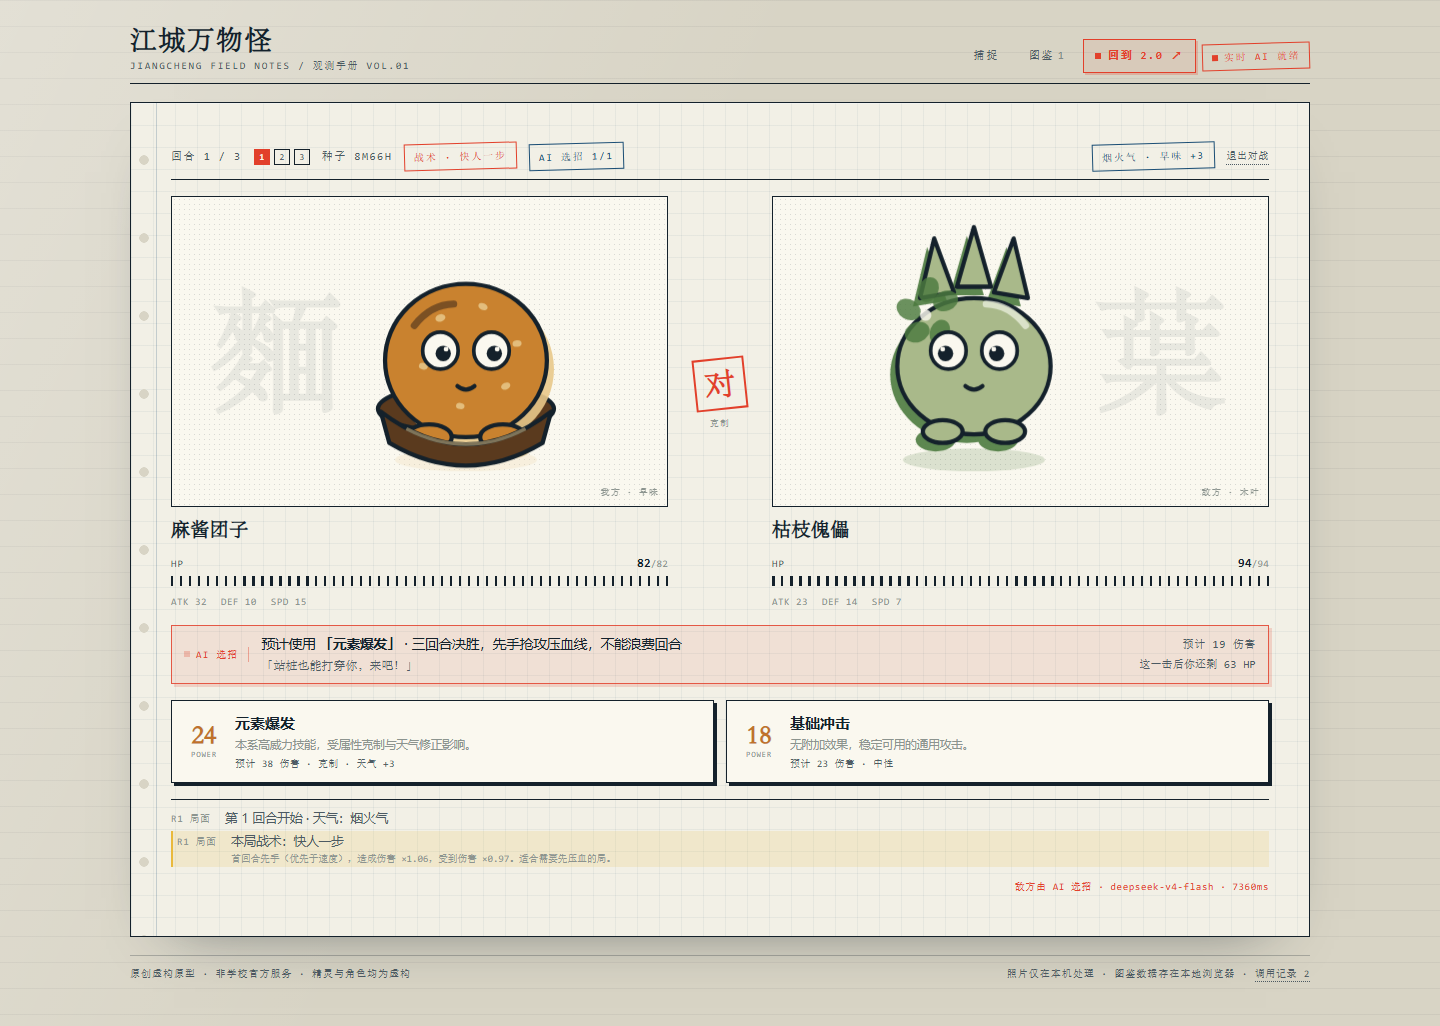 江城万物怪
JIANGCHENG FIELD NOTES / 观测手册 VOL.01
捕捉 图鉴 1 回到 2.0 ↗ 实时 AI 就绪
回合 1 / 3 1 2 3 种子 8M66H 战术 · 快人一步 AI 选招 1/1 烟火气 · 早味 +3 退出对战
麵
我方 · 早味
对
克制
葉
敌方 · 木叶
麻酱团子
HP 82/82
ATK 32 DEF 10 SPD 15
枯枝傀儡
HP 94/94
ATK 23 DEF 14 SPD 7
AI 选招
预计使用「元素爆发」· 三回合决胜，先手抢攻压血线，不能浪费回合
「站桩也能打穿你，来吧！」
预计 19 伤害
这一击后你还剩 63 HP
24
POWER
元素爆发
本系高威力技能，受属性克制与天气修正影响。
预计 38 伤害 · 克制 · 天气 +3
18
POWER
基础冲击
无附加效果，稳定可用的通用攻击。
预计 23 伤害 · 中性
R1 局面 第 1 回合开始 · 天气：烟火气
R1 局面 本局战术：快人一步
首回合先手（优先于速度），造成伤害 ×1.06，受到伤害 ×0.97。适合需要先压血的局。
敌方由 AI 选招 · deepseek-v4-flash · 7360ms
原创虚构原型 · 非学校官方服务 · 精灵与角色均为虚构
照片仅在本机处理 · 图鉴数据存在本地浏览器 · 调用记录 2